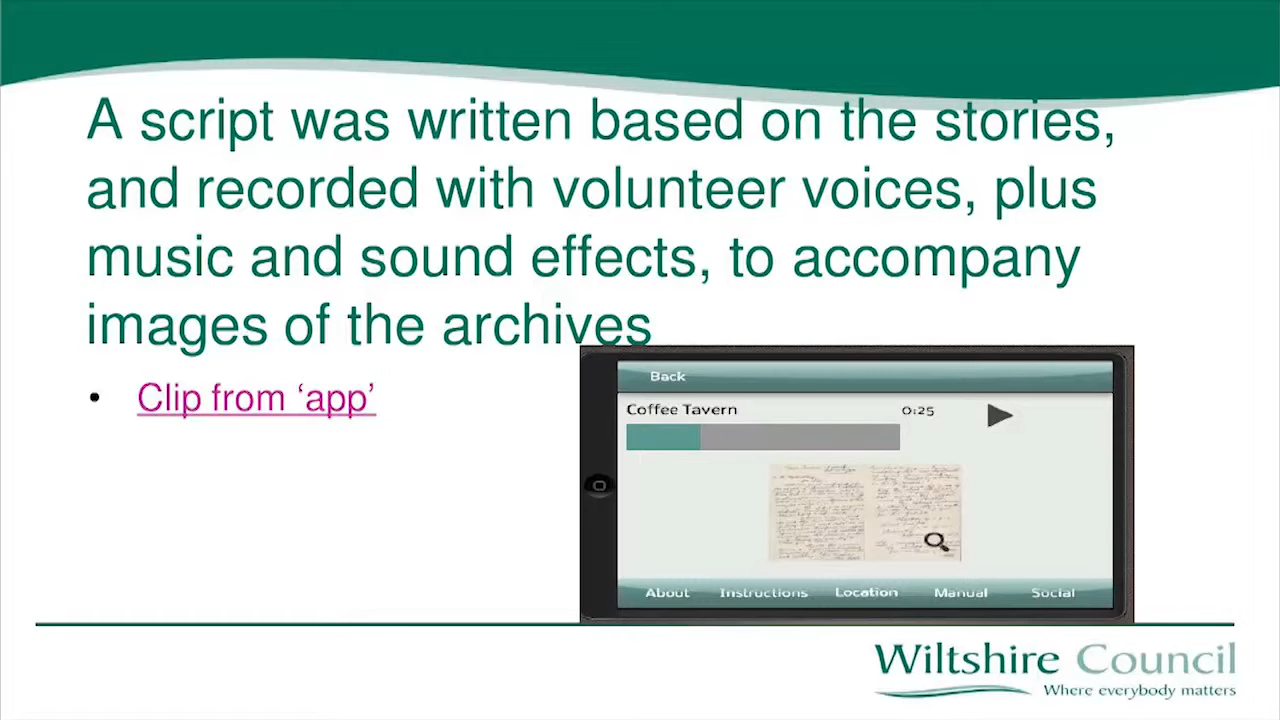 A script was written based on the stories,
and recorded with volunteer voices, plus
music and sound effects, to accompany
images of the archives
• Clip from ‘app’
Back
Coffee Tavern 0:25
About Instructions Location Manual Social
Wiltshire Council
Where everybody matters